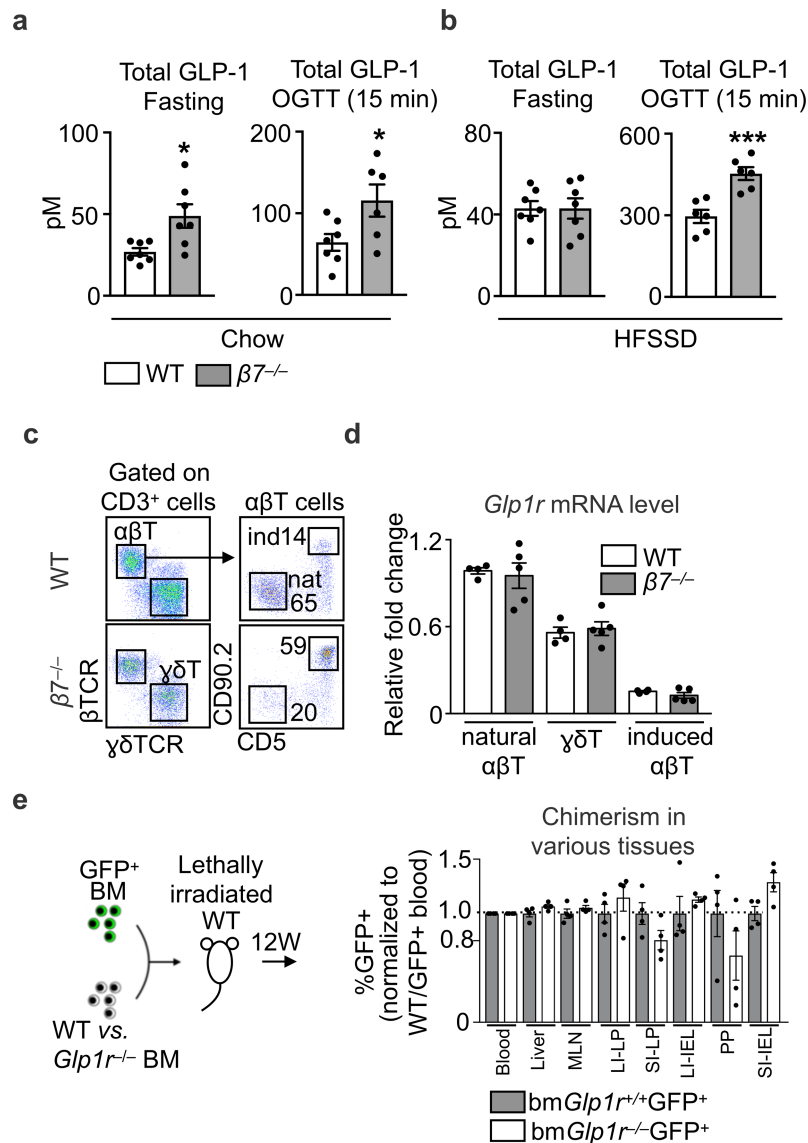 a
Total GLP-1
Fasting
Total GLP-1
OGTT (15 min)
pM
100
50
0
*
200
100
0
*
Chow
WT
β7–/–
b
Total GLP-1
Fasting
Total GLP-1
OGTT (15 min)
pM
80
40
0
600
300
0
***
HFSSD
c
Gated on
CD3+ cells
αβT cells
WT
αβT
ind14
nat
65
β7–/–
βTCR
γδT
CD90.2
59
20
γδTCR
CD5
d
Glp1r mRNA level
Relative fold change
1.2
0.6
0
WT
β7–/–
natural
αβT
γδT
induced
αβT
e
GFP+
BM
Lethally
irradiated
WT
12W
WT vs.
Glp1r–/– BM
Chimerism in
various tissues
%GFP+
(normalized to
WT/GFP+ blood)
1.5
1.0
0.8
0
Blood
Liver
MLN
LI-LP
SI-LP
LI-IEL
PP
SI-IEL
bmGlp1r+/+GFP+
bmGlp1r–/–GFP+